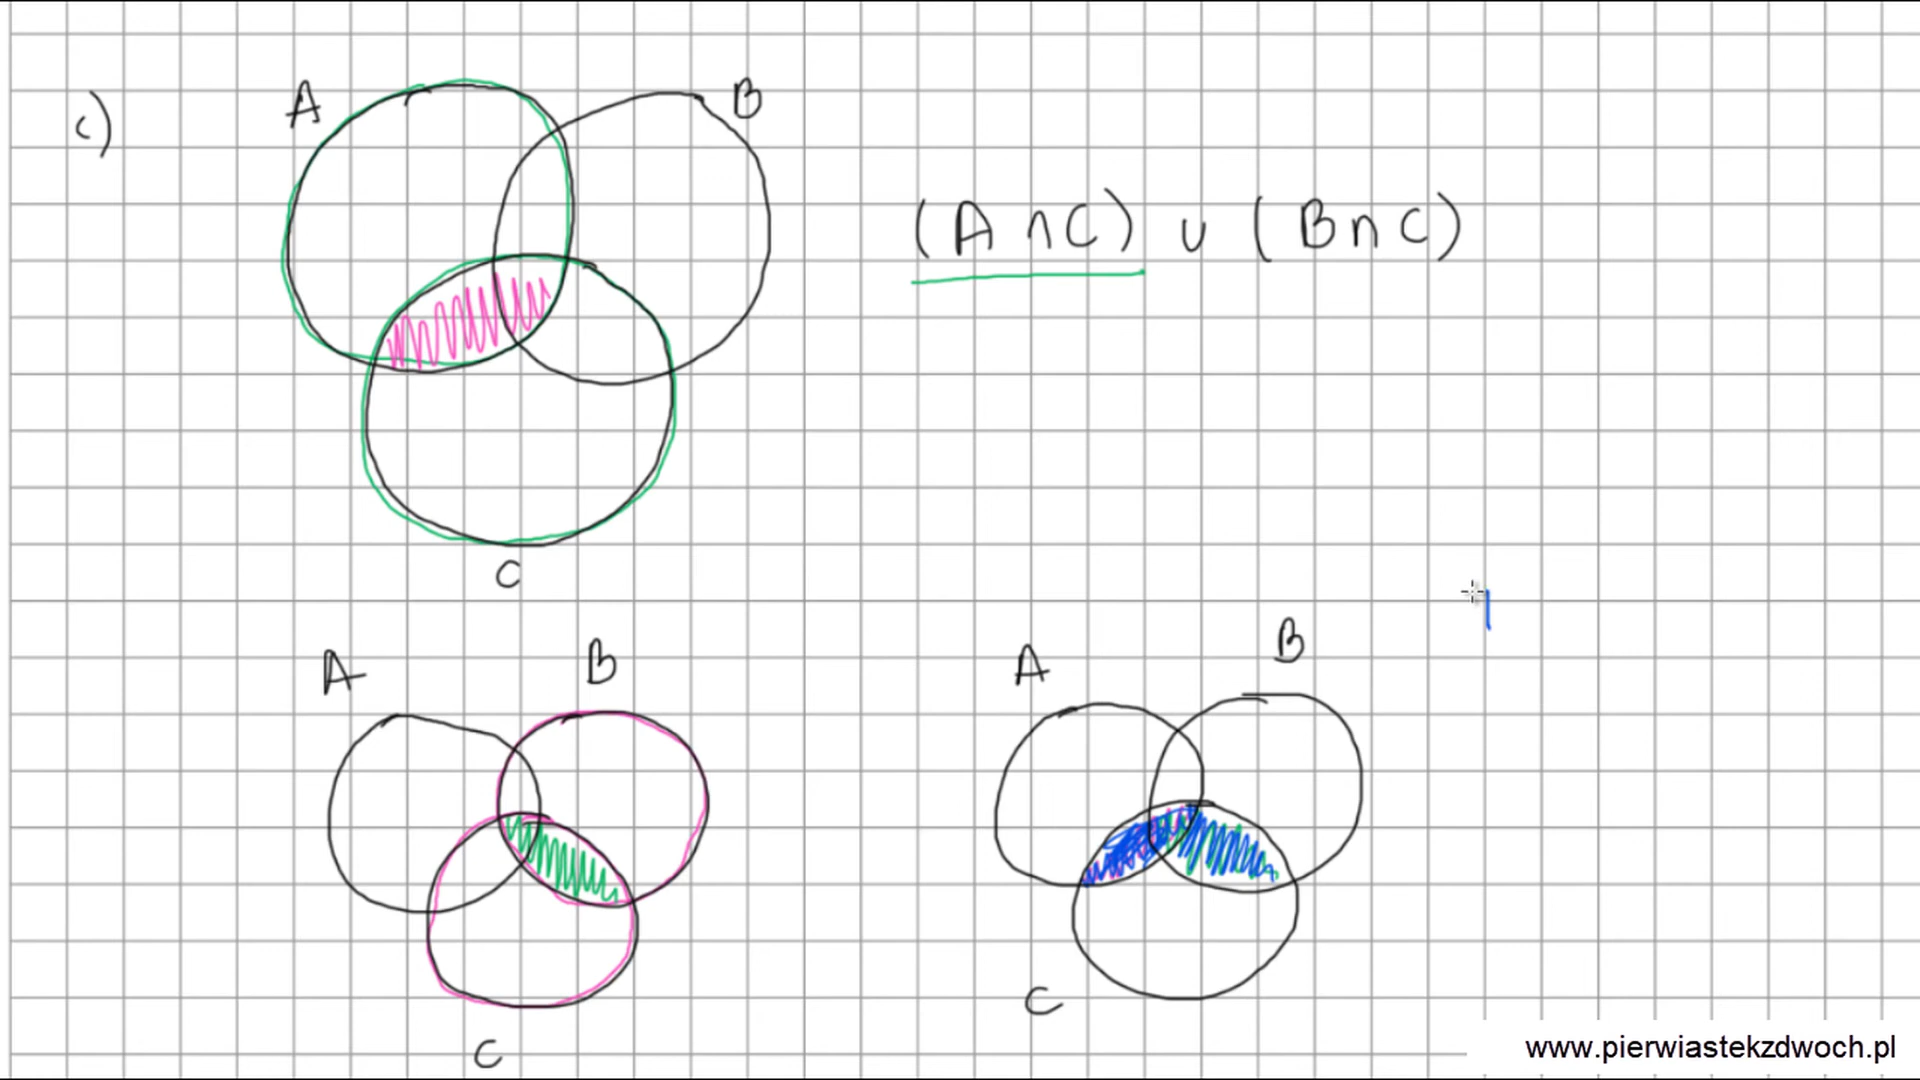 c)
A
B
(A ∩ C) ∪ (B ∩ C)
C
A
B
A
B
C
C
www.pierwiastekzdwoch.pl